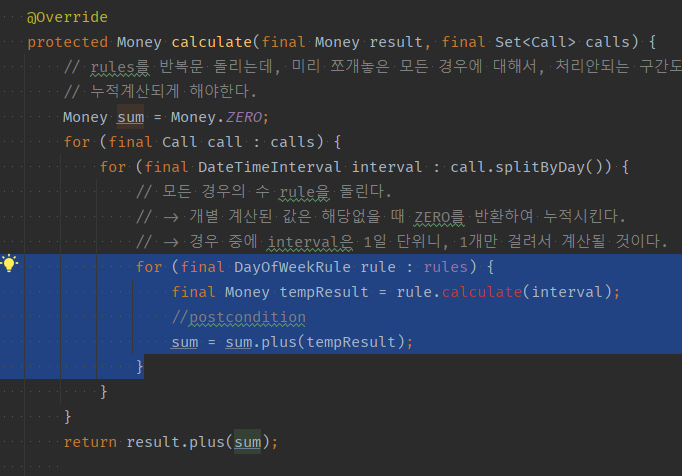 @Override
protected Money calculate(final Money result, final Set<Call> calls) {
// rules를 반복문 돌리는데, 미리 쪼개놓은 모든 경우에 대해서, 처리안되는 구간도
// 누적계산되게 해야한다.
Money sum = Money.ZERO;
for (final Call call : calls) {
for (final DateTimeInterval interval : call.splitByDay()) {
// 모든 경우의 수 rule을 돌린다.
// -> 개별 계산된 값은 해당없을 때 ZERO를 반환하여 누적시킨다.
// -> 경우 중에 interval은 1일 단위니, 1개만 걸려서 계산될 것이다.
for (final DayOfWeekRule rule : rules) {
final Money tempResult = rule.calculate(interval);
//postcondition
sum = sum.plus(tempResult);
}
}
}
return result.plus(sum);